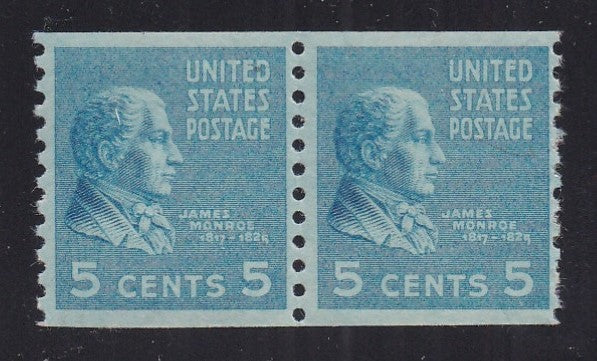 UNITED
STATES
POSTAGE
JAMES
MONROE
1817-1825
5 CENTS 5
UNITED
STATES
POSTAGE
JAMES
MONROE
1817-1825
5 CENTS 5